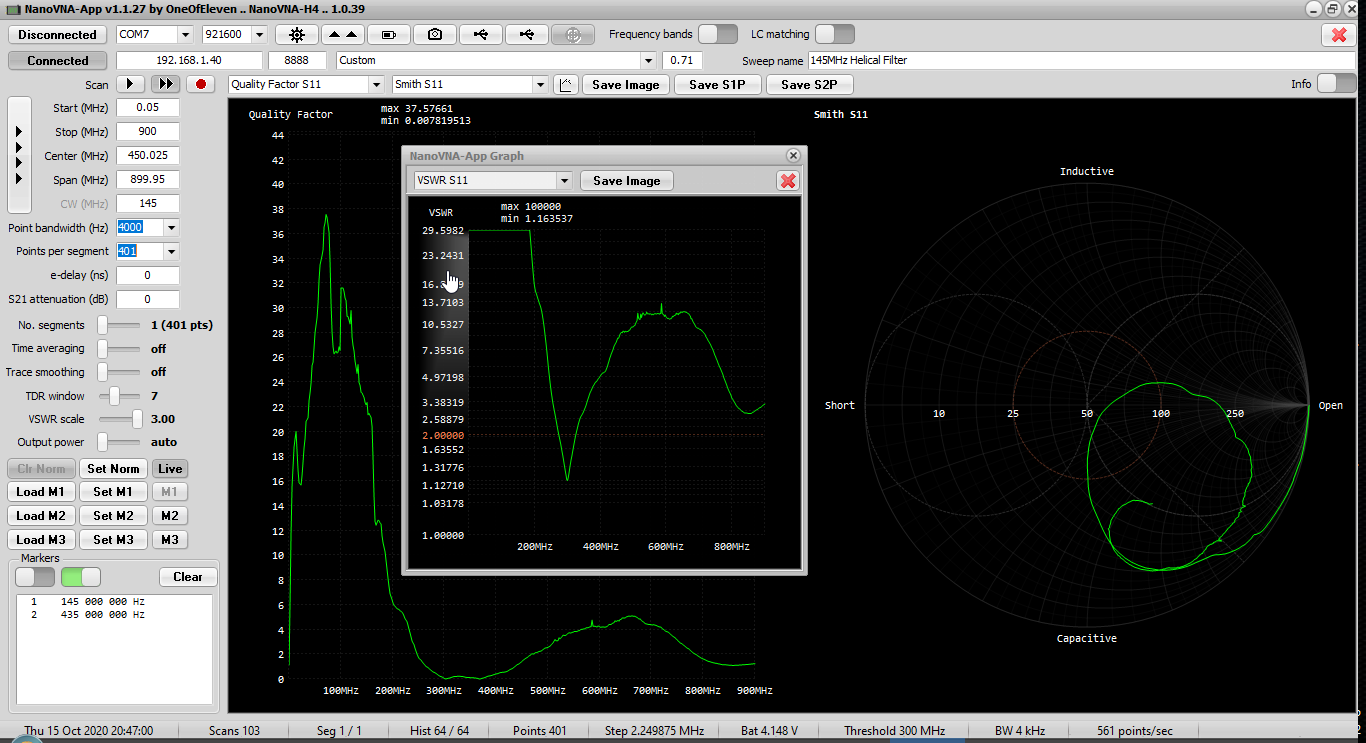 NanoVNA-App v1.1.27 by OneOfEleven .. NanoVNA-H4 .. 1.0.39
Disconnected COM7 921600 Frequency bands LC matching
Connected 192.168.1.40 8888 Custom 0.71 Sweep name 145MHz Helical Filter
Scan Quality Factor S11 Smith S11 Save Image Save S1P Save S2P Info
Start (MHz) 0.05
Stop (MHz) 900
Center (MHz) 450.025
Span (MHz) 899.95
CW (MHz) 145
Point bandwidth (Hz) 4000
Points per segment 401
e-delay (ns) 0
S21 attenuation (dB) 0
No. segments 1 (401 pts)
Time averaging off
Trace smoothing off
TDR window 7
VSWR scale 3.00
Output power auto
Clr Norm Set Norm Live
Load M1 Set M1 M1
Load M2 Set M2 M2
Load M3 Set M3 M3
Markers
Clear
1 145 000 000 Hz
2 435 000 000 Hz
Quality Factor
max 37.57661
min 0.007819513
44
42
40
38
36
34
32
30
28
26
24
22
20
18
16
14
12
10
8
6
4
2
0
100MHz 200MHz 300MHz 400MHz 500MHz 600MHz 700MHz 800MHz 900MHz
NanoVNA-App Graph
VSWR S11 Save Image
VSWR
max 100000
min 1.163537
29.5982
23.2431
13.7103
10.5327
7.35516
4.97198
3.38319
2.58879
2.00000
1.63552
1.31776
1.12710
1.03178
1.00000
200MHz 400MHz 600MHz 800MHz
Smith S11
Inductive
Short 10 25 50 100 250 Open
Capacitive
Thu 15 Oct 2020 20:47:00 Scans 103 Seg 1 / 1 Hist 64 / 64 Points 401 Step 2.249875 MHz Bat 4.148 V Threshold 300 MHz BW 4 kHz 561 points/sec